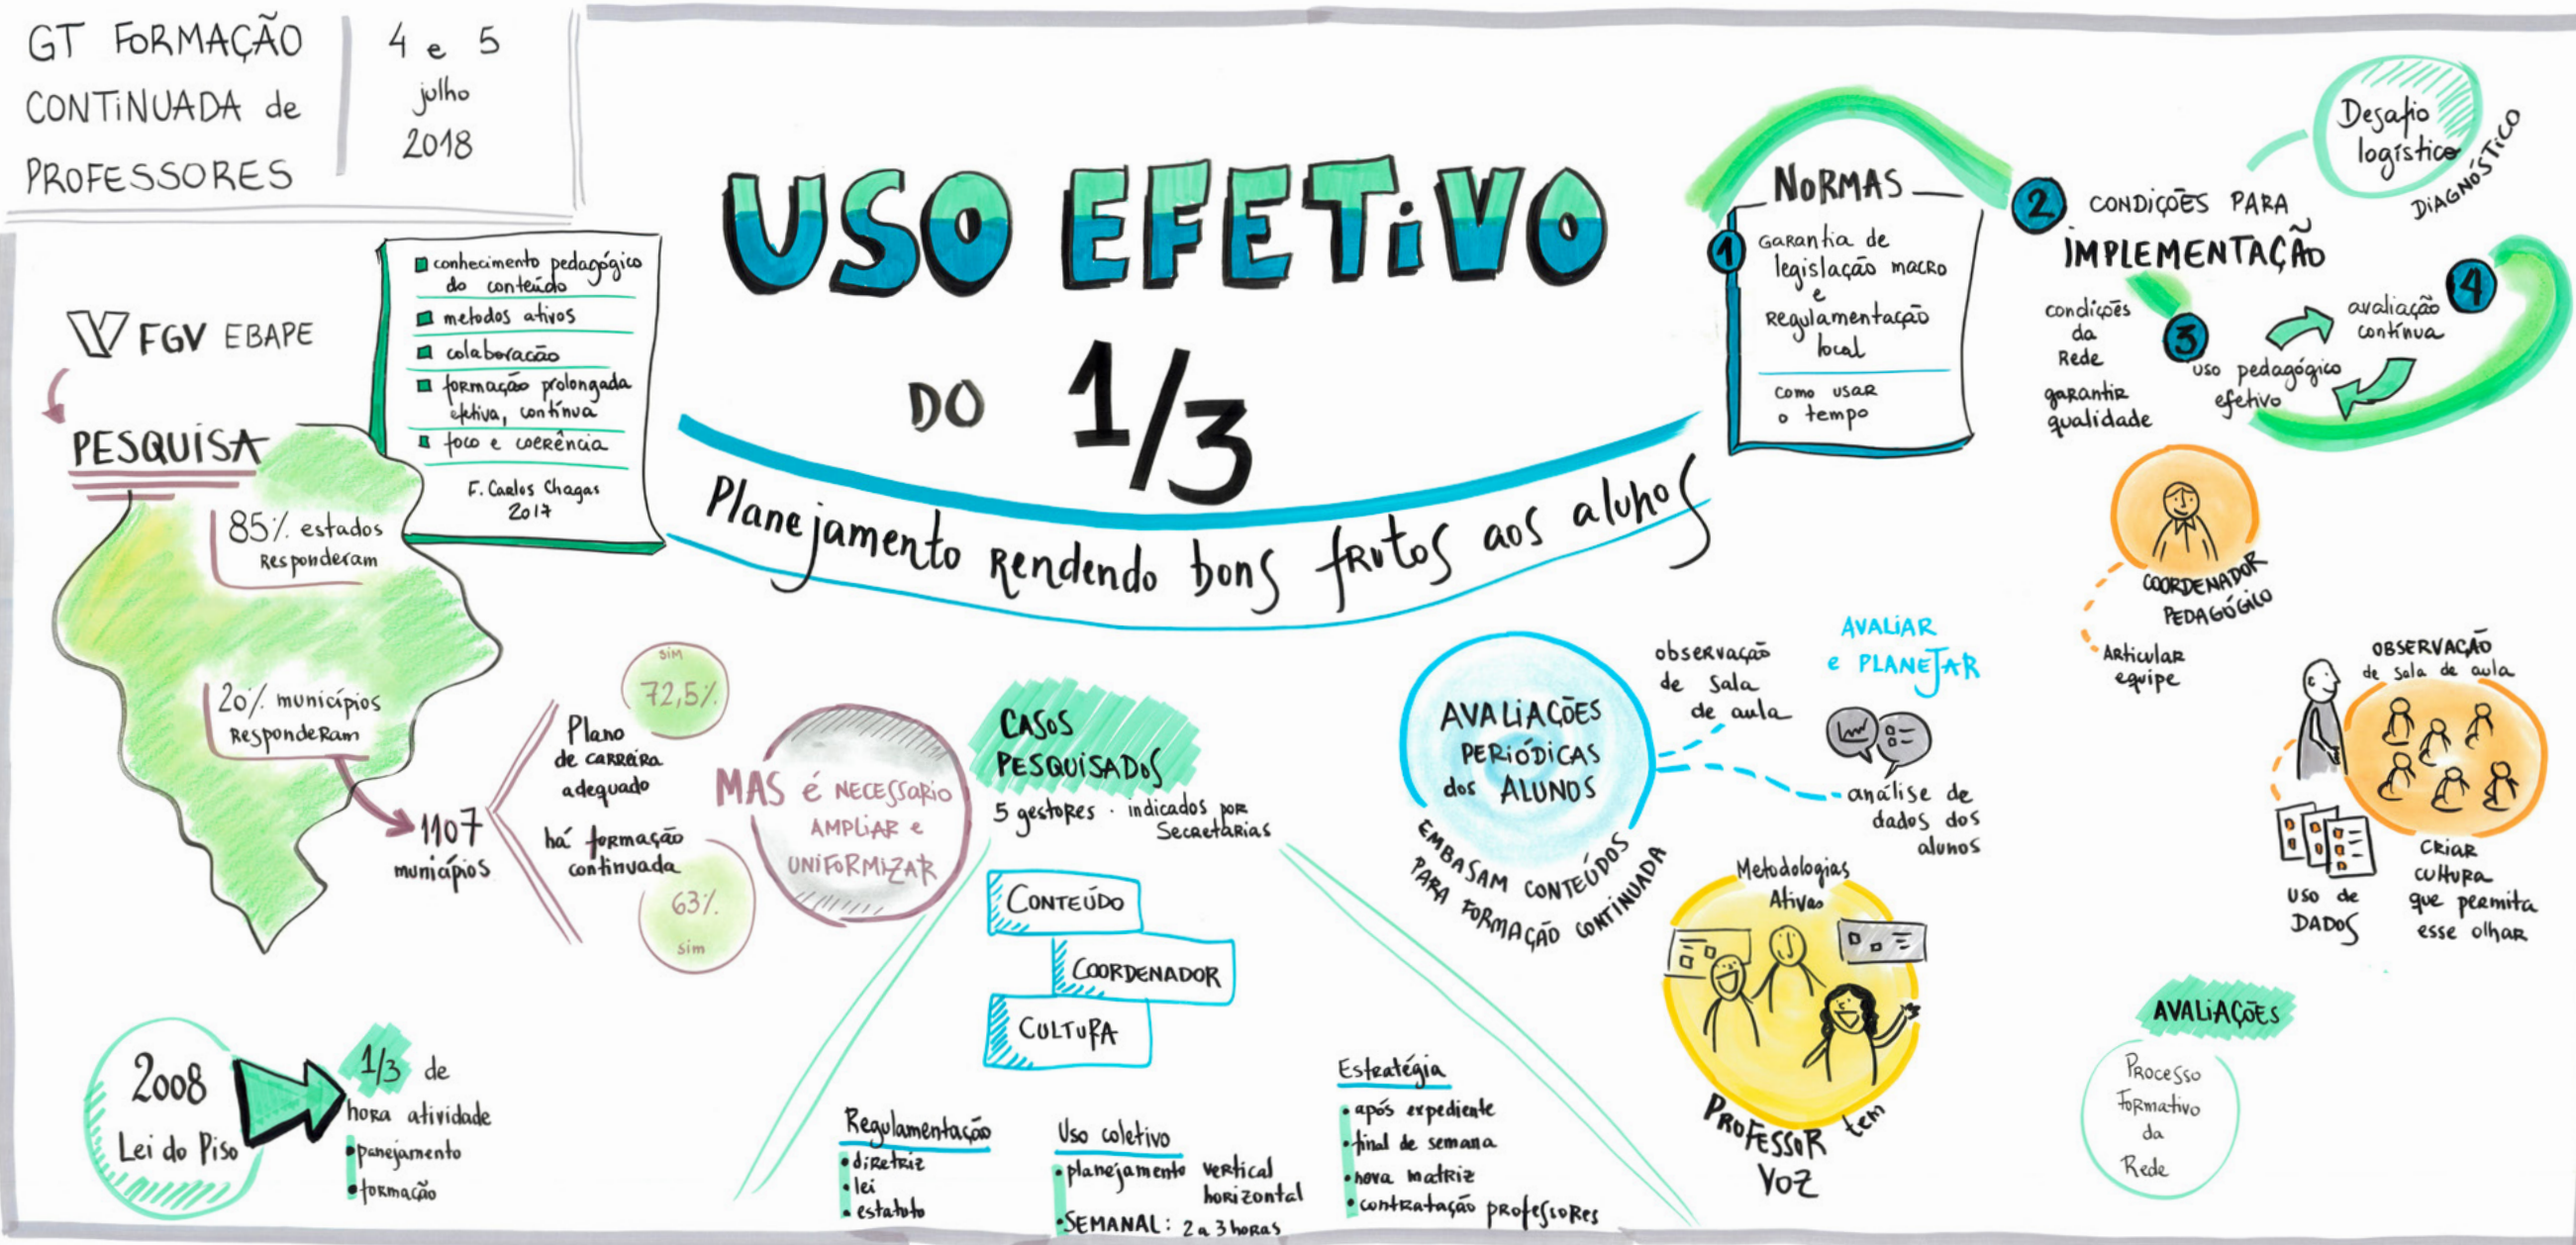 GT FORMAÇÃO
CONTINUADA de
PROFESSORES
4 e 5
julho
2018
USO EFETIVO
DO 1/3
Planejamento Rendendo bons frutos aos alunos
FGV EBAPE
PESQUISA
85% estados
Responderam
20% municípios
Responderam
1107
municípios
conhecimento pedagógico
do conteúdo
metodos ativos
colaboração
formação prolongada
efetiva, contínua
foco e coerência
F. Carlos Chagas
2017
Plano
de carreira
adequado
sim
72,5%
há formação
continuada
63%
sim
MAS é NECESSARIO
AMPLIAR e
UNIFORMIZAR
2008
Lei do Piso
1/3 de
hora atividade
panejamento
formação
CASOS
PESQUISADOS
5 gestores · indicados por
Secretarias
CONTEÚDO
COORDENADOR
CULTURA
Regulamentação
diretriz
lei
estatuto
Uso coletivo
planejamento vertical
horizontal
SEMANAL: 2 a 3 horas
Estratégia
após expediente
final de semana
nova matriz
contratação professores
NORMAS
1
Garantia de
legislação macro
e
Regulamentação
local
como usar
o tempo
2
CONDIÇÕES PARA
IMPLEMENTAÇÃO
Desafio
logístico
DIAGNÓSTICO
condições
da
Rede
garantir
qualidade
3
uso pedagógico
efetivo
avaliação
contínua
4
COORDENADOR
PEDAGÓGICO
Articular
equipe
AVALIAÇÕES
PERIÓDICAS
dos ALUNOS
EMBASAM CONTEÚDOS
PARA FORMAÇÃO CONTINUADA
observação
de sala
de aula
AVALIAR
e PLANEJAR
análise de
dados dos
alunos
Metodologias
Ativas
PROFESSOR tem
VOZ
OBSERVAÇÃO
de sala de aula
USO de
DADOS
CRIAR
cultura
que permita
esse olhar
AVALIAÇÕES
Processo
Formativo
da
Rede